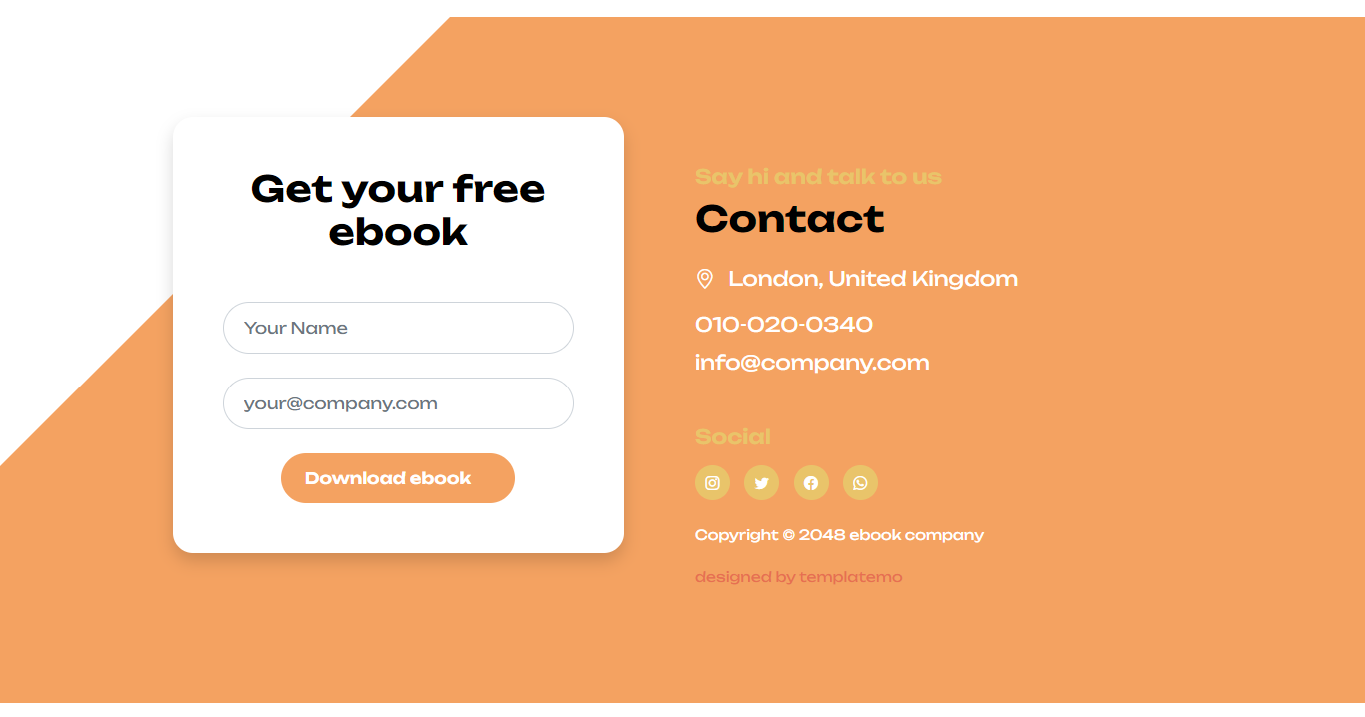 Get your free
ebook
Your Name
your@company.com
Download ebook
Say hi and talk to us
Contact
London, United Kingdom
010-020-0340
info@company.com
Social
Copyright © 2048 ebook company
designed by templatemo